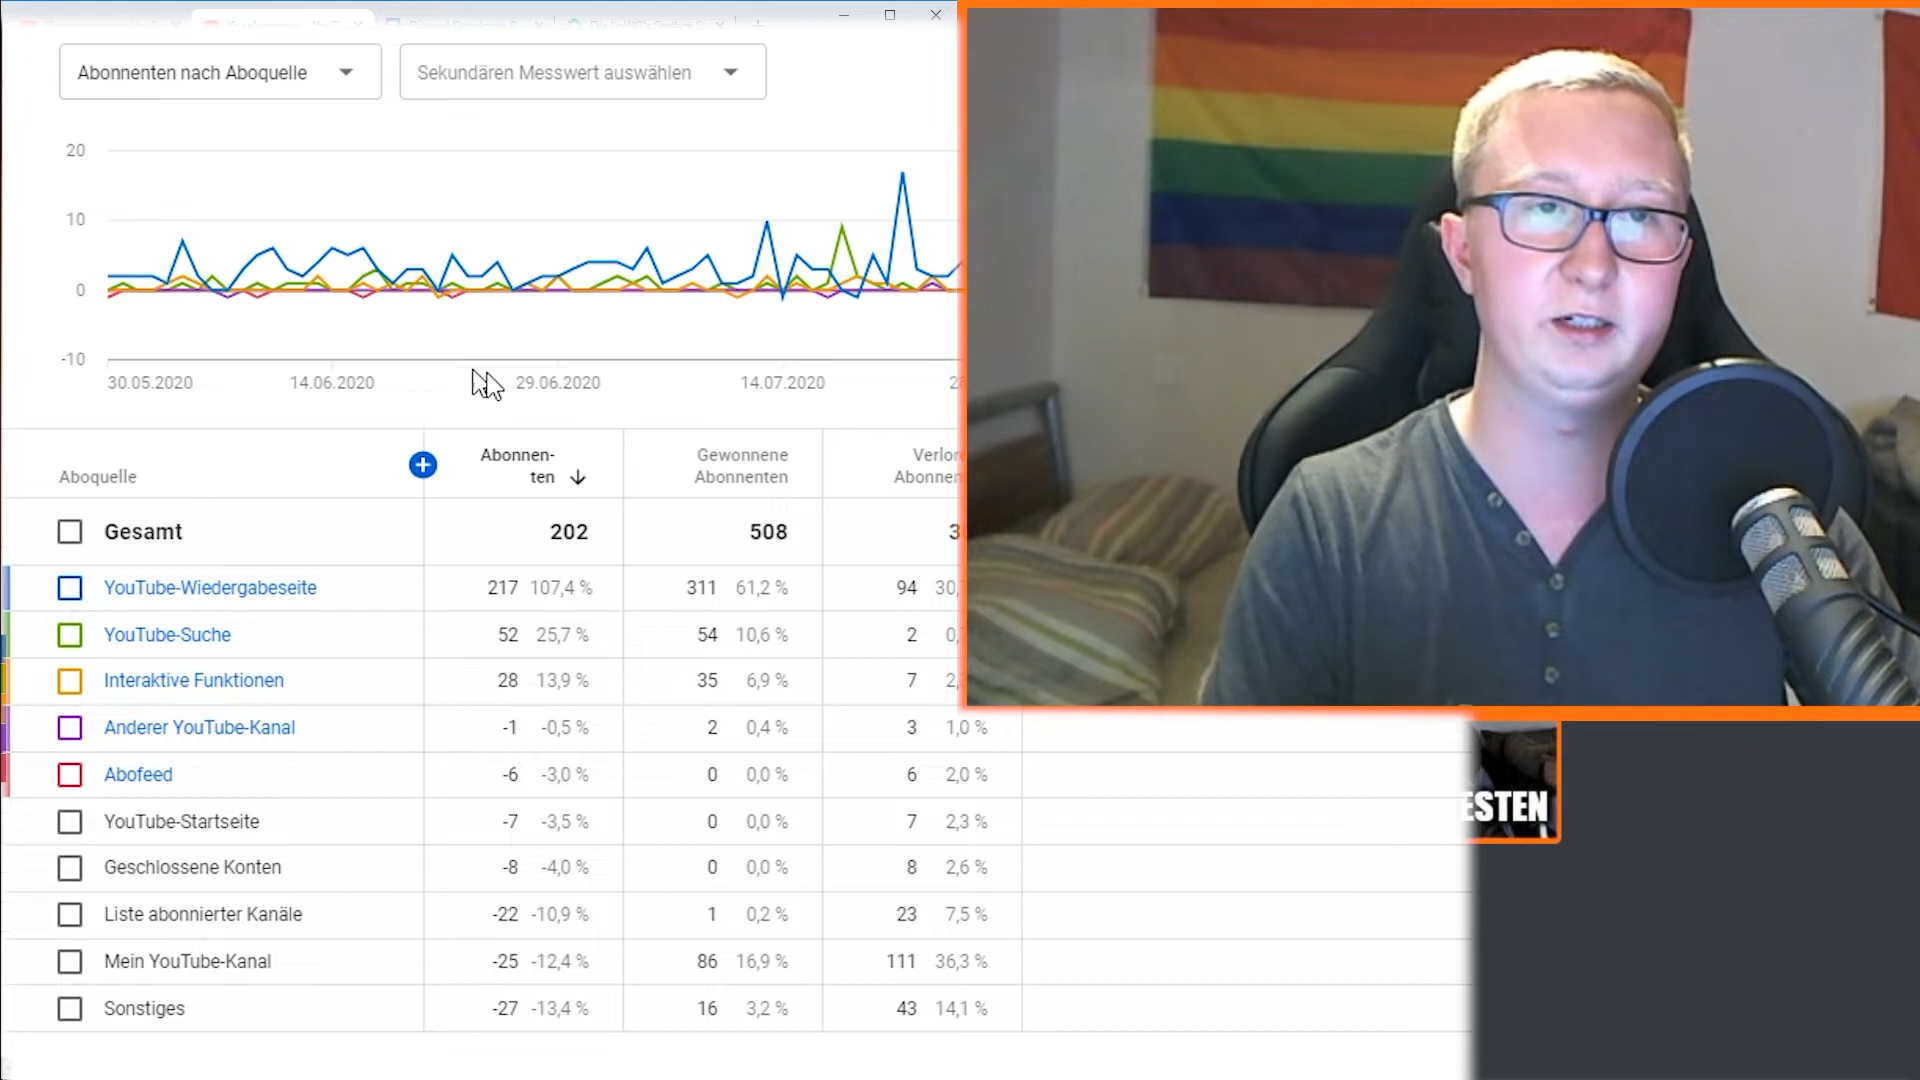 Abonnenten nach Aboquelle
Sekundären Messwert auswählen
20
10
0
-10
30.05.2020 14.06.2020 29.06.2020 14.07.2020
Aboquelle
Abonnen-
ten
Gewonnene
Abonnenten
Verlor
Abonnen
Gesamt 202 508
YouTube-Wiedergabeseite 217 107,4 % 311 61,2 % 94 30,
YouTube-Suche 52 25,7 % 54 10,6 % 2 0,
Interaktive Funktionen 28 13,9 % 35 6,9 % 7 2,
Anderer YouTube-Kanal -1 -0,5 % 2 0,4 % 3 1,0 %
Abofeed -6 -3,0 % 0 0,0 % 6 2,0 %
YouTube-Startseite -7 -3,5 % 0 0,0 % 7 2,3 %
ESTEN
Geschlossene Konten -8 -4,0 % 0 0,0 % 8 2,6 %
Liste abonnierter Kanäle -22 -10,9 % 1 0,2 % 23 7,5 %
Mein YouTube-Kanal -25 -12,4 % 86 16,9 % 111 36,3 %
Sonstiges -27 -13,4 % 16 3,2 % 43 14,1 %